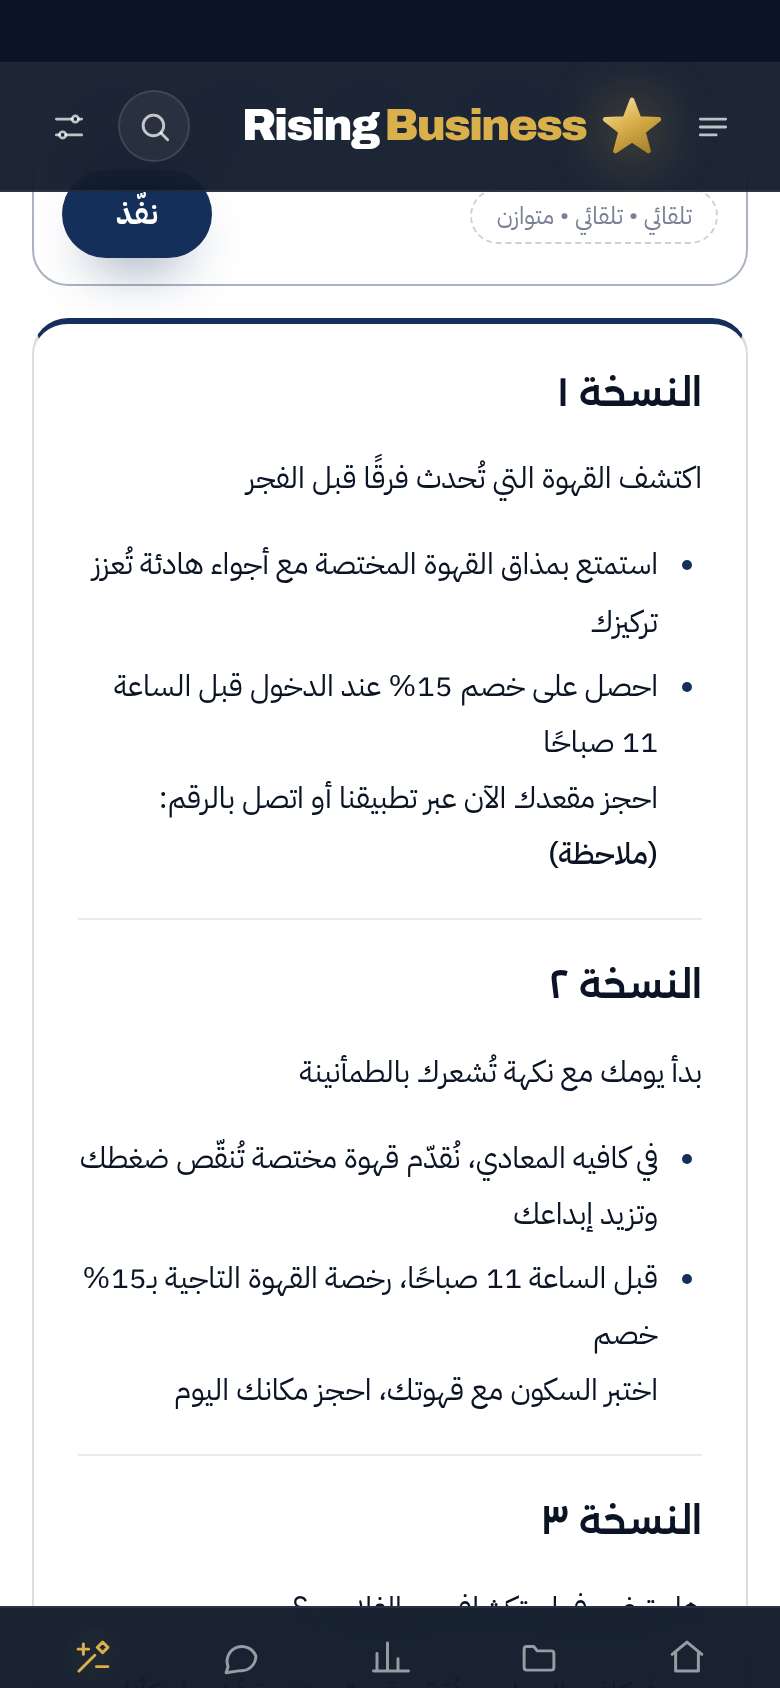 Rising Business
نفّذ
تلقائي • تلقائي • متوازن
النسخة ١
اكتشف القهوة التي تُحدث فرقًا قبل الفجر
• استمتع بمذاق القهوة المختصة مع أجواء هادئة تُعزز
تركيزك
• احصل على خصم 15% عند الدخول قبل الساعة
11 صباحًا
احجز مقعدك الآن عبر تطبيقنا أو اتصل بالرقم:
(ملاحظة)
النسخة ٢
بدأ يومك مع نكهة تُشعرك بالطمأنينة
• في كافيه المعادي، نُقدّم قهوة مختصة تُنقّص ضغطك
وتزيد إبداعك
• قبل الساعة 11 صباحًا، رخصة القهوة التاجية بـ15%
خصم
اختبر السكون مع قهوتك، احجز مكانك اليوم
النسخة ٣